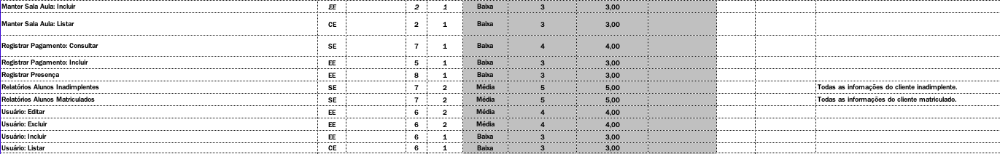 Manter Sala Aula: Incluir EE 2 1 Baixa 3 3,00
Manter Sala Aula: Listar CE 2 1 Baixa 3 3,00
Registrar Pagamento: Consultar SE 7 1 Baixa 4 4,00
Registrar Pagamento: Incluir EE 5 1 Baixa 3 3,00
Registrar Presença EE 8 1 Baixa 3 3,00
Relatórios Alunos Inadimplentes SE 7 2 Média 5 5,00 Todas as infomações do cliente inadimplente.
Relatórios Alunos Matriculados SE 7 2 Média 5 5,00 Todas as informações do cliente matriculado.
Usuário: Editar EE 6 2 Média 4 4,00
Usuário: Excluir EE 6 2 Média 4 4,00
Usuário: Incluir EE 6 1 Baixa 3 3,00
Usuário: Listar CE 6 1 Baixa 3 3,00